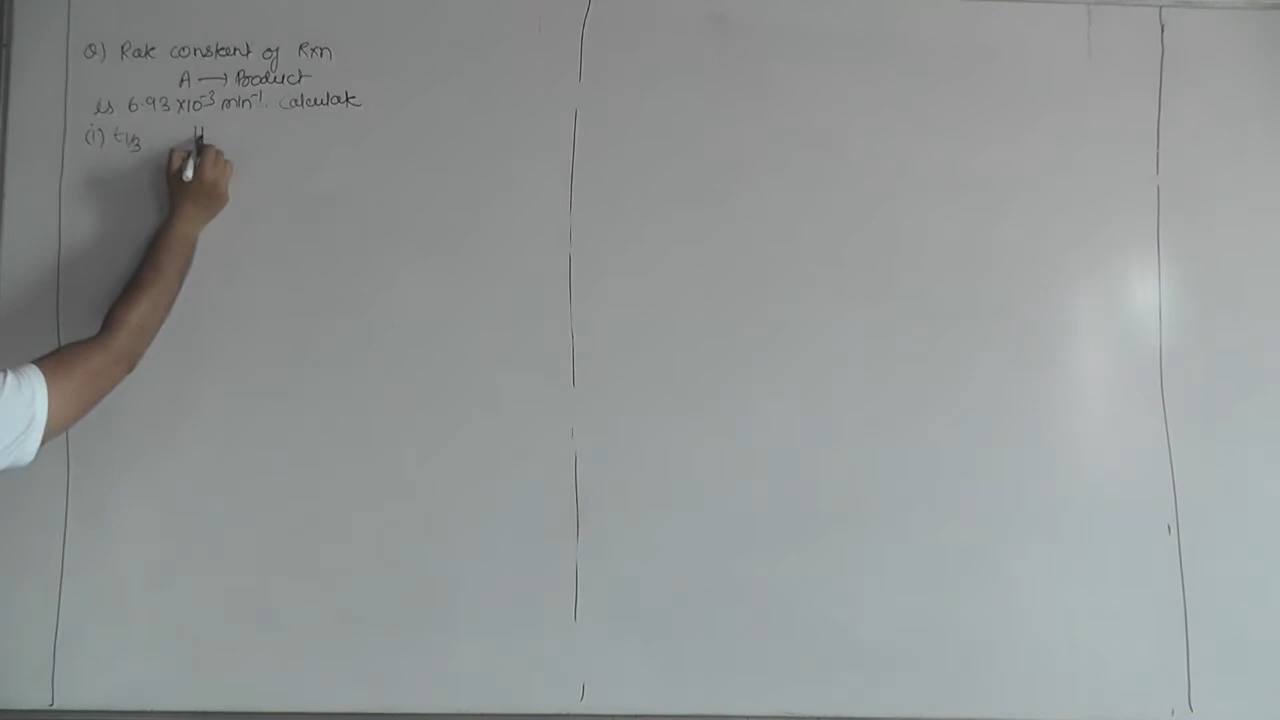 Q) Rate constant of Rxn
A → Product
is 6.93 ×10⁻³ min⁻¹. Calculate
(i) t₁/₃